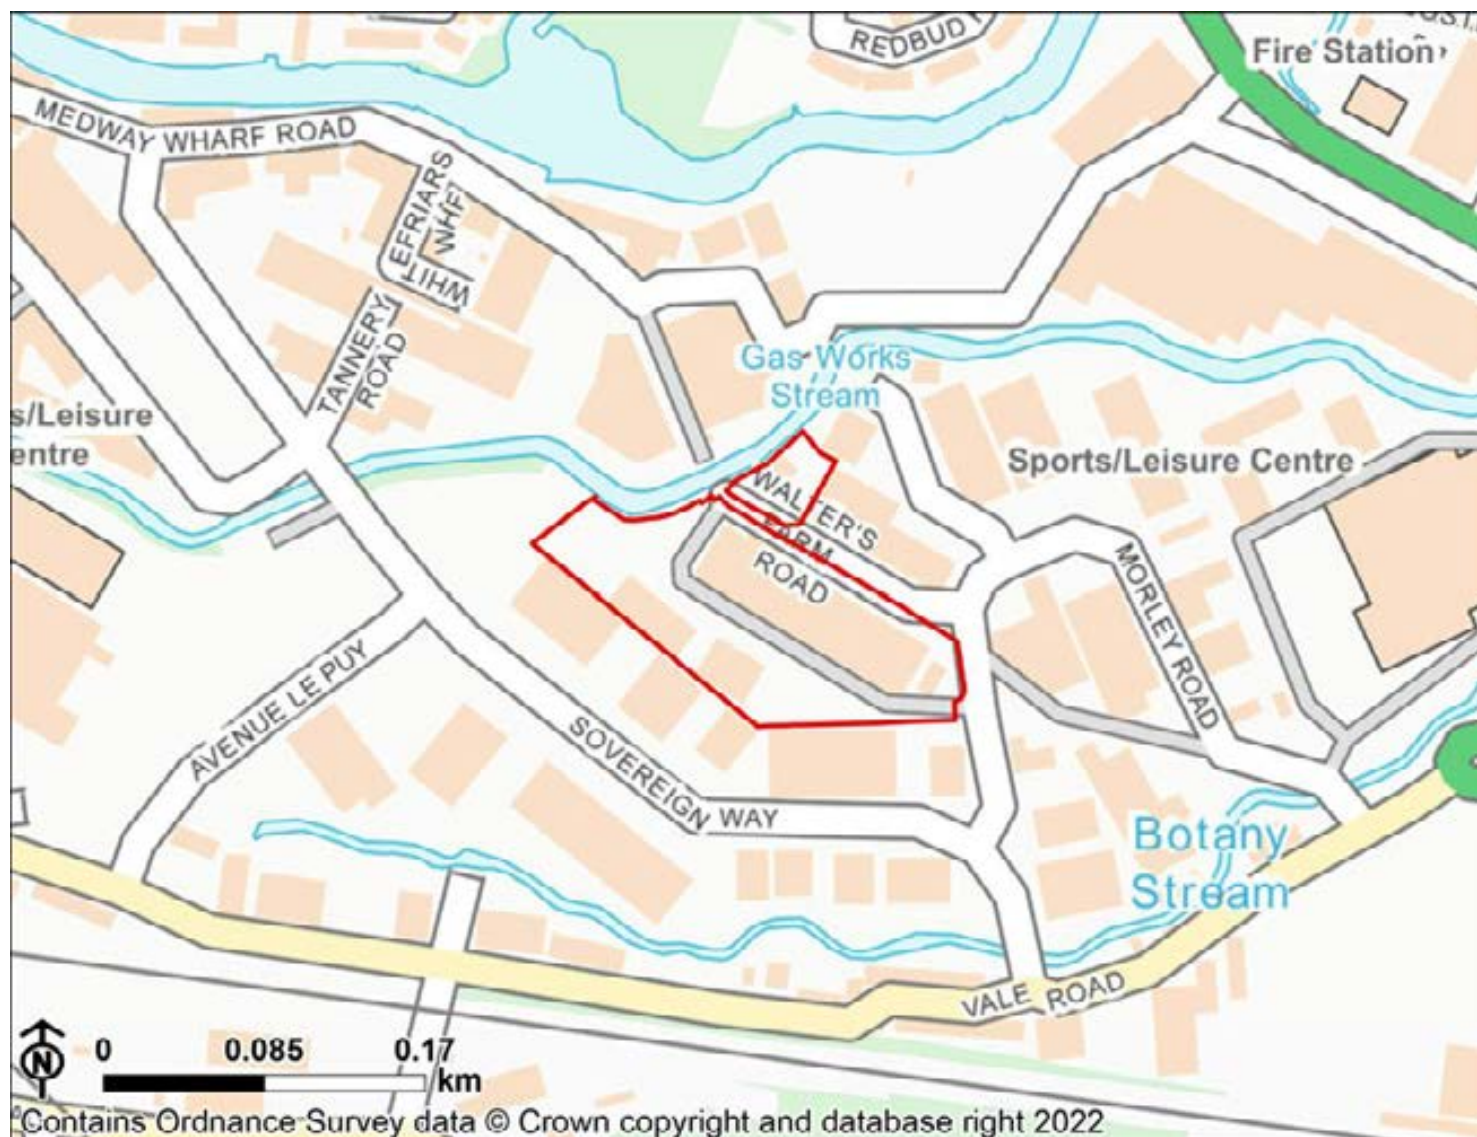 REDBUD
Fire Station
MEDWAY WHARF ROAD
WHIT
EFRIARS
WHFT
TANNERY
ROAD
Gas Works
Stream
s/Leisure
entre
Sports/Leisure Centre
WALTER'S
FARM
ROAD
MORLEY ROAD
AVENUE LE PUY
SOVEREIGN WAY
Botany
Stream
VALE ROAD
N
0 0.085 0.17
km
Contains Ordnance Survey data © Crown copyright and database right 2022